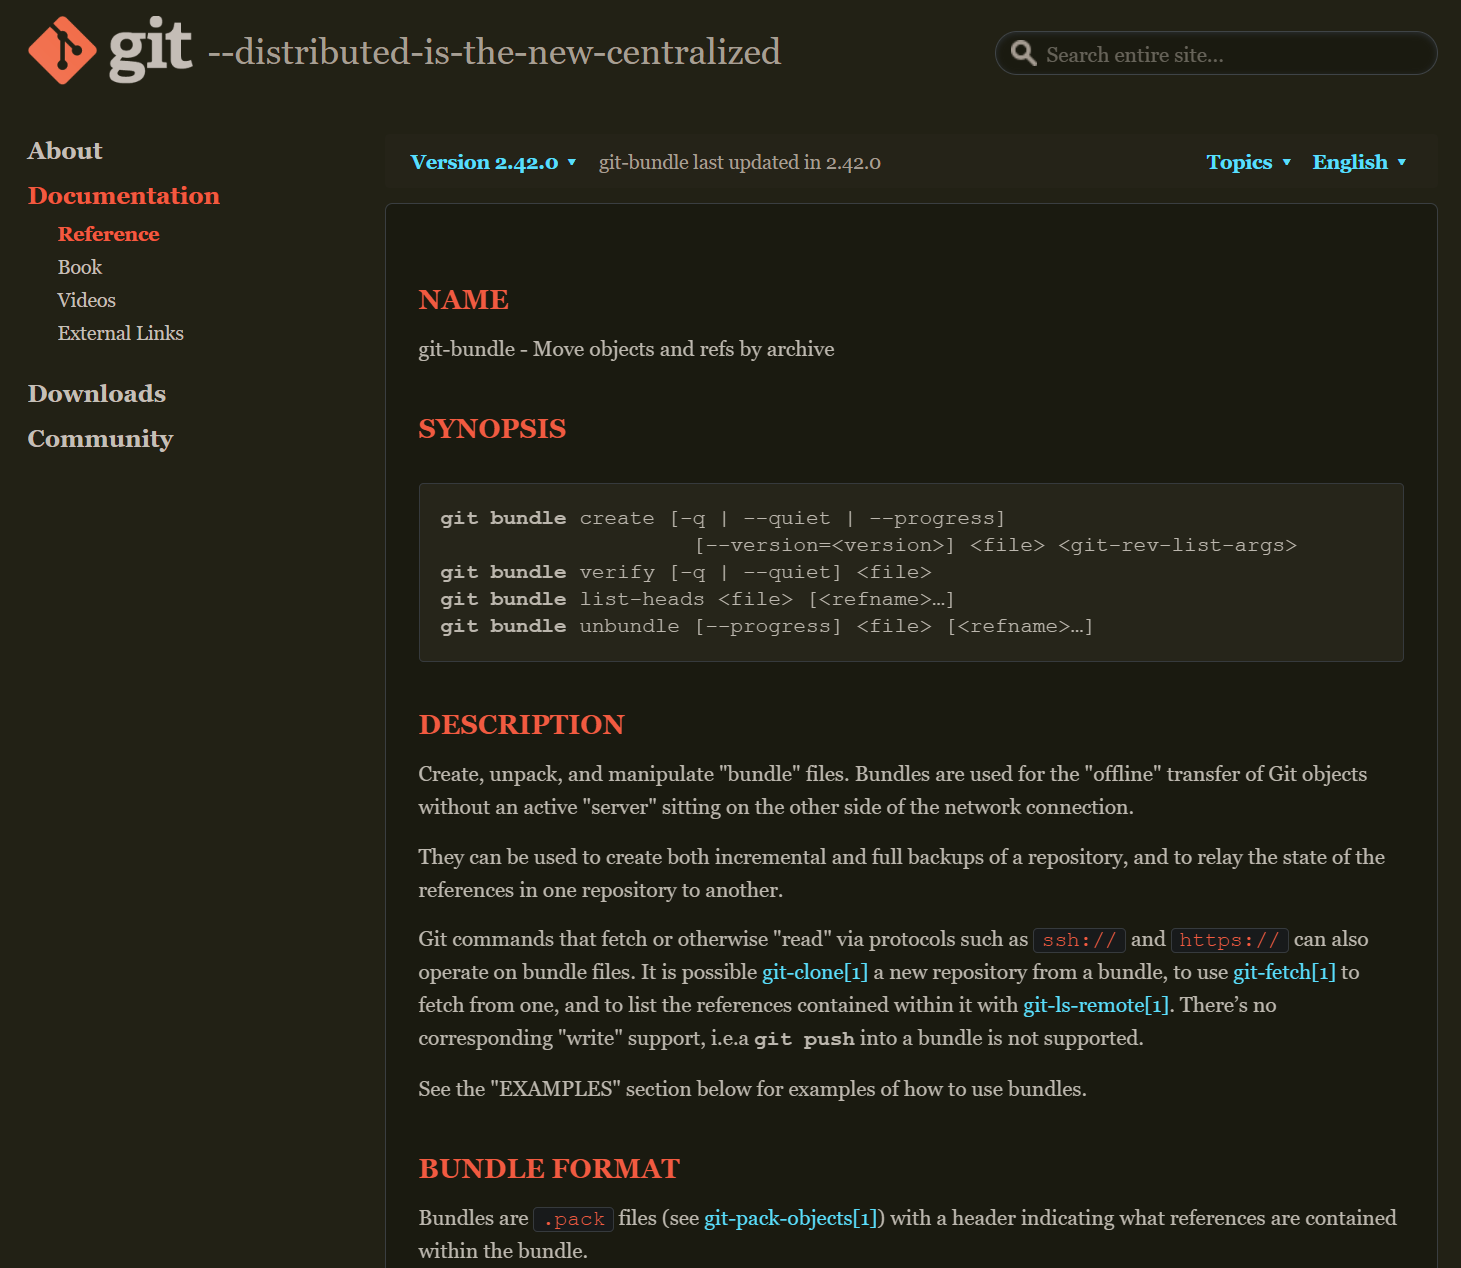 git --distributed-is-the-new-centralized
Search entire site...
About
Documentation
Reference
Book
Videos
External Links
Downloads
Community
Version 2.42.0 ▼ git-bundle last updated in 2.42.0
Topics ▼ English ▼
NAME
git-bundle - Move objects and refs by archive
SYNOPSIS
git bundle create [-q | --quiet | --progress]
[--version=<version>] <file> <git-rev-list-args>
git bundle verify [-q | --quiet] <file>
git bundle list-heads <file> [<refname>…]
git bundle unbundle [--progress] <file> [<refname>…]
DESCRIPTION
Create, unpack, and manipulate "bundle" files. Bundles are used for the "offline" transfer of Git objects
without an active "server" sitting on the other side of the network connection.
They can be used to create both incremental and full backups of a repository, and to relay the state of the
references in one repository to another.
Git commands that fetch or otherwise "read" via protocols such as ssh:// and https:// can also
operate on bundle files. It is possible git-clone[1] a new repository from a bundle, to use git-fetch[1] to
fetch from one, and to list the references contained within it with git-ls-remote[1]. There’s no
corresponding "write" support, i.e.a git push into a bundle is not supported.
See the "EXAMPLES" section below for examples of how to use bundles.
BUNDLE FORMAT
Bundles are .pack files (see git-pack-objects[1]) with a header indicating what references are contained
within the bundle.